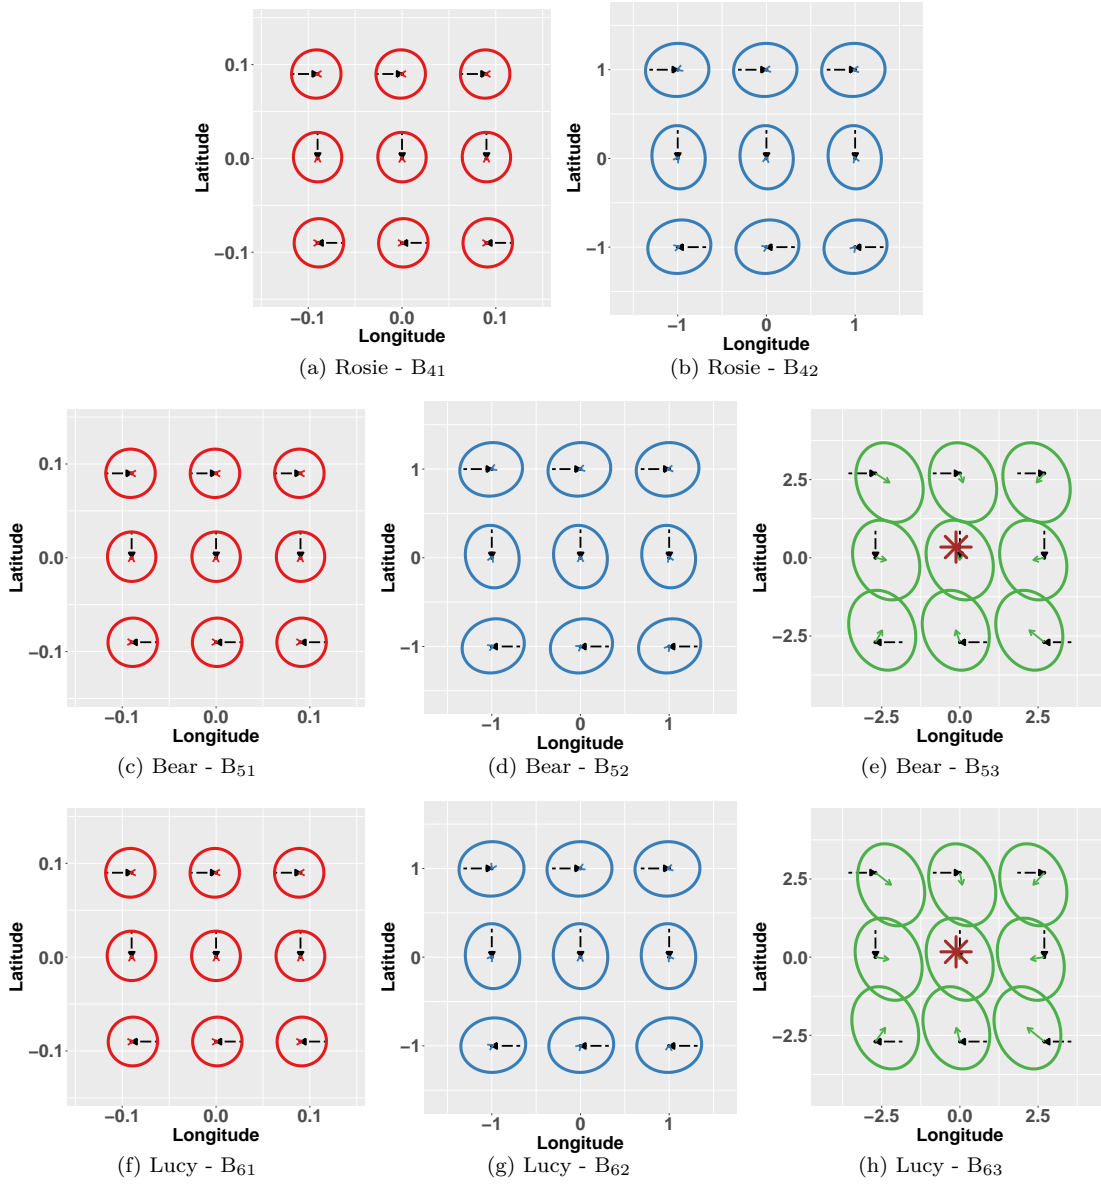 Latitude
0.1
0.0
−0.1
−0.1 0.0 0.1
Longitude
(a) Rosie - B₄₁
Latitude
1
0
−1
−1 0 1
Longitude
(b) Rosie - B₄₂
Latitude
0.1
0.0
−0.1
−0.1 0.0 0.1
Longitude
(c) Bear - B₅₁
Latitude
1
0
−1
−1 0 1
Longitude
(d) Bear - B₅₂
Latitude
2.5
0.0
−2.5
−2.5 0.0 2.5
Longitude
(e) Bear - B₅₃
Latitude
0.1
0.0
−0.1
−0.1 0.0 0.1
Longitude
(f) Lucy - B₆₁
Latitude
1
0
−1
−1 0 1
Longitude
(g) Lucy - B₆₂
Latitude
2.5
0.0
−2.5
−2.5 0.0 2.5
Longitude
(h) Lucy - B₆₃